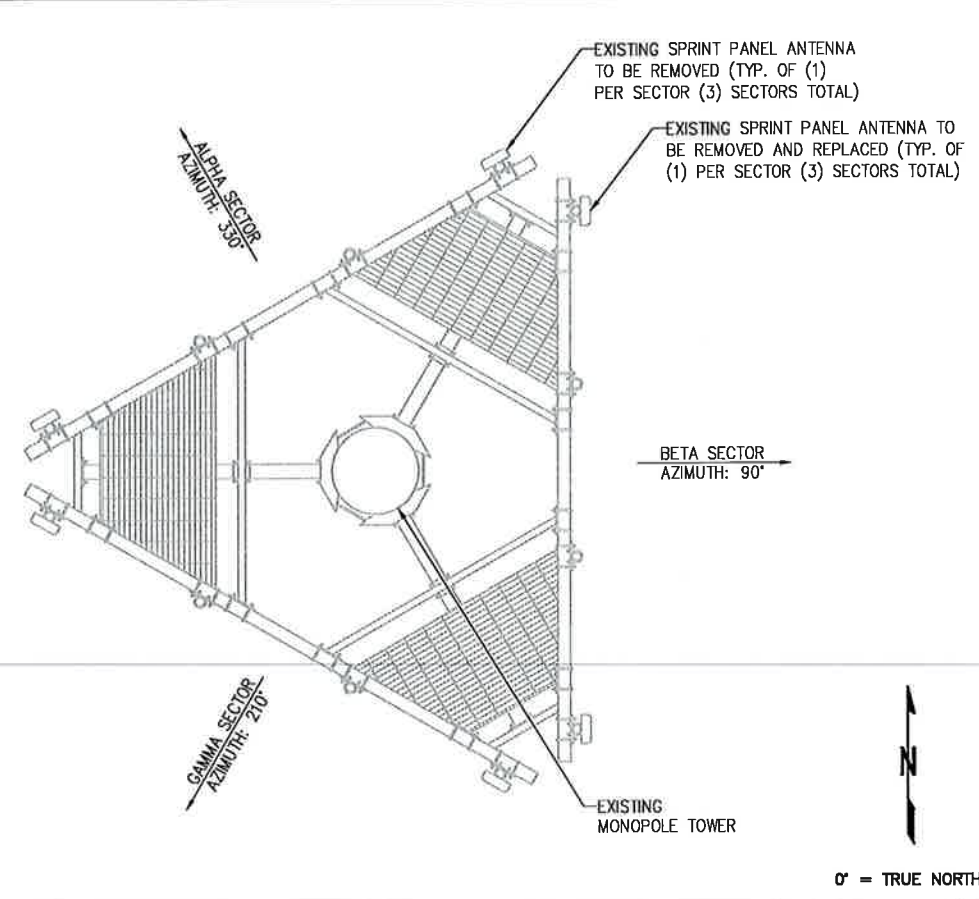 EXISTING SPRINT PANEL ANTENNA
TO BE REMOVED (TYP. OF (1)
PER SECTOR (3) SECTORS TOTAL)
EXISTING SPRINT PANEL ANTENNA TO
BE REMOVED AND REPLACED (TYP. OF
(1) PER SECTOR (3) SECTORS TOTAL)
ALPHA SECTOR
AZIMUTH: 330°
BETA SECTOR
AZIMUTH: 90°
GAMMA SECTOR
AZIMUTH: 210°
EXISTING
MONOPOLE TOWER
N
0° = TRUE NORTH